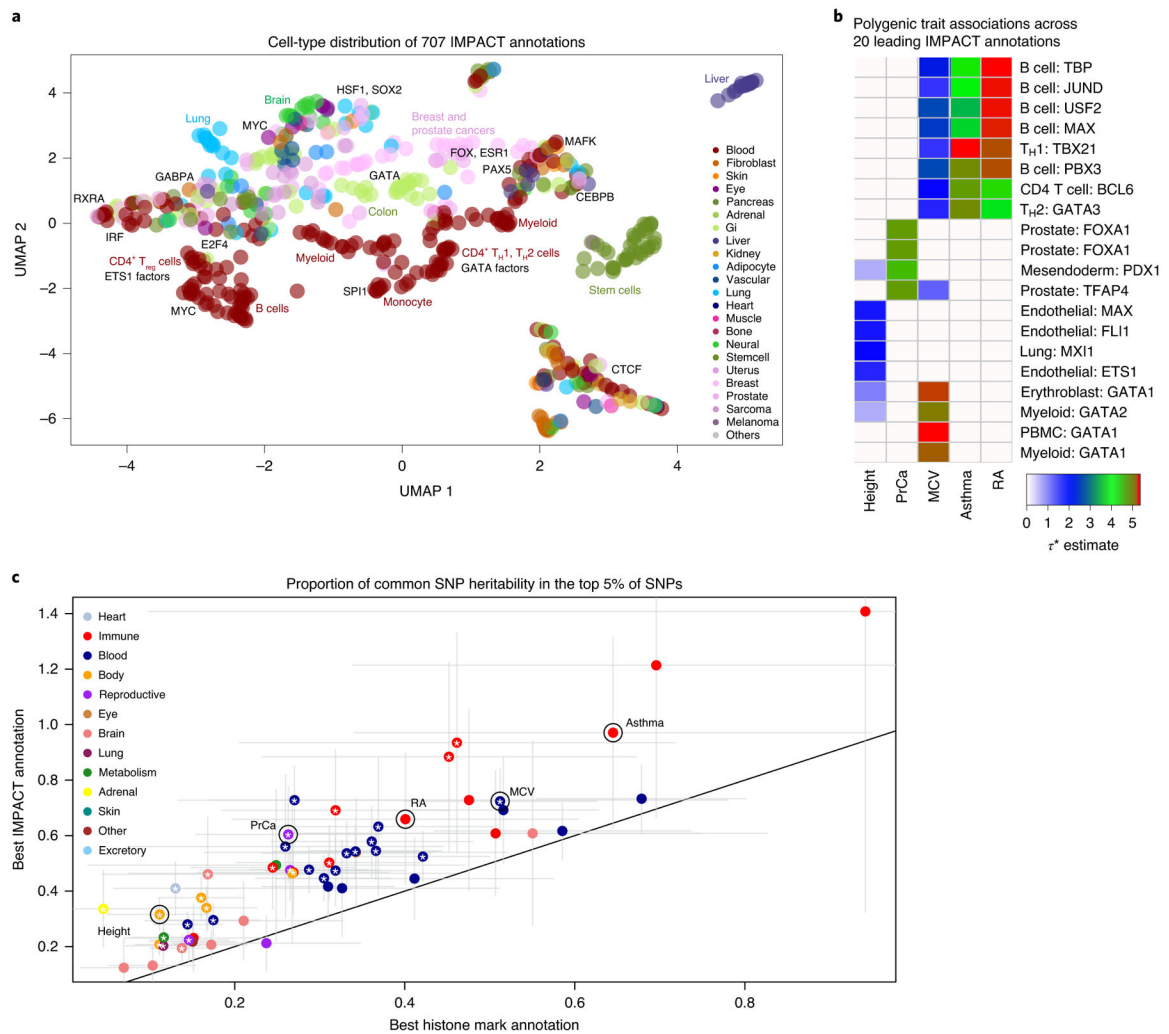 a
Cell-type distribution of 707 IMPACT annotations
UMAP 2
4
2
0
−2
−4
−6
−4
−2
0
2
4
UMAP 1
Liver
HSF1, SOX2
Brain
Lung
MYC
Breast and
prostate cancers
MAFK
FOX, ESR1
PAX5
GATA
GABPA
CEBPB
RXRA
Colon
IRF
E2F4
Myeloid
CD4+ Treg cells
ETS1 factors
Myeloid
CD4+ TH1, TH2 cells
GATA factors
SPI1
Monocyte
Stem cells
MYC
B cells
CTCF
Blood
Fibroblast
Skin
Eye
Pancreas
Adrenal
Gi
Liver
Kidney
Adipocyte
Vascular
Lung
Heart
Muscle
Bone
Neural
Stemcell
Uterus
Breast
Prostate
Sarcoma
Melanoma
Others
b
Polygenic trait associations across
20 leading IMPACT annotations
B cell: TBP
B cell: JUND
B cell: USF2
B cell: MAX
TH1: TBX21
B cell: PBX3
CD4 T cell: BCL6
TH2: GATA3
Prostate: FOXA1
Prostate: FOXA1
Mesendoderm: PDX1
Prostate: TFAP4
Endothelial: MAX
Endothelial: FLI1
Lung: MXI1
Endothelial: ETS1
Erythroblast: GATA1
Myeloid: GATA2
PBMC: GATA1
Myeloid: GATA1
Height
PrCa
MCV
Asthma
RA
0 1 2 3 4 5
τ* estimate
c
Proportion of common SNP heritability in the top 5% of SNPs
Best IMPACT annotation
1.4
1.2
1.0
0.8
0.6
0.4
0.2
Heart
Immune
Blood
Body
Reproductive
Eye
Brain
Lung
Metabolism
Adrenal
Skin
Other
Excretory
Asthma
MCV
RA
PrCa
Height
0.2
0.4
0.6
0.8
Best histone mark annotation